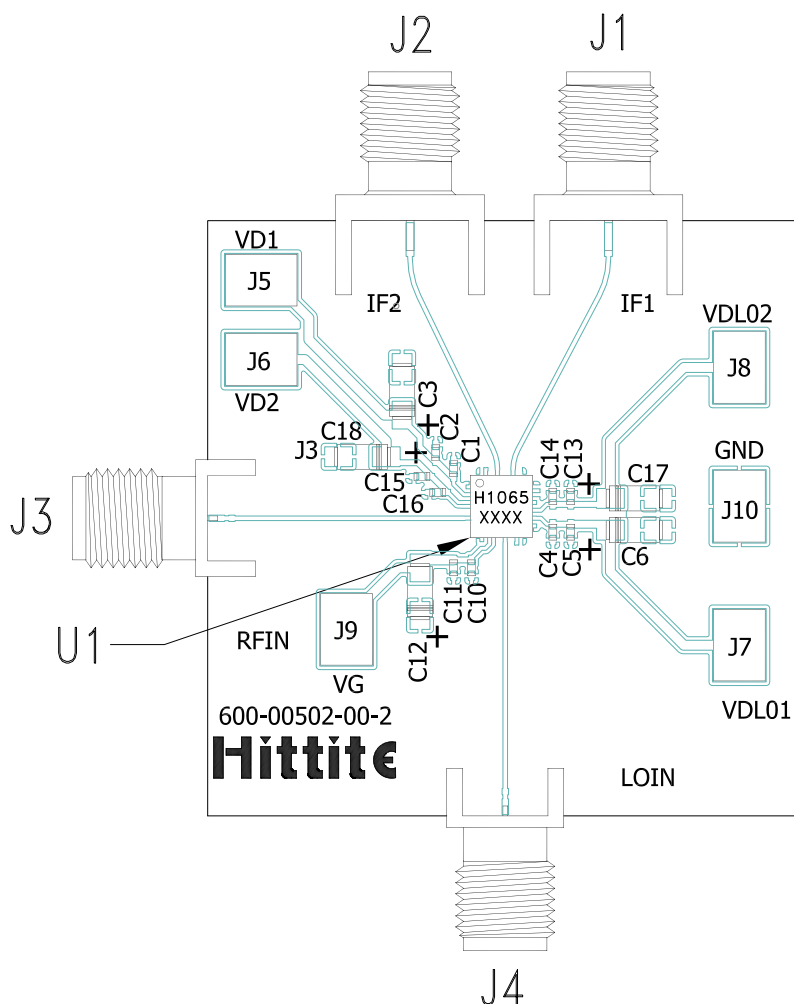 J2
J1
VD1
J5
IF2
IF1
VDL02
J6
J8
VD2
C3
C2
C1
J3
C18
C15
C16
C14
C13
C17
GND
H1065
XXXX
J10
J3
C4
C5
C6
C11
C10
C12
U1
RFIN
J9
VG
J7
VDL01
600-00502-00-2
Hittite
LOIN
J4